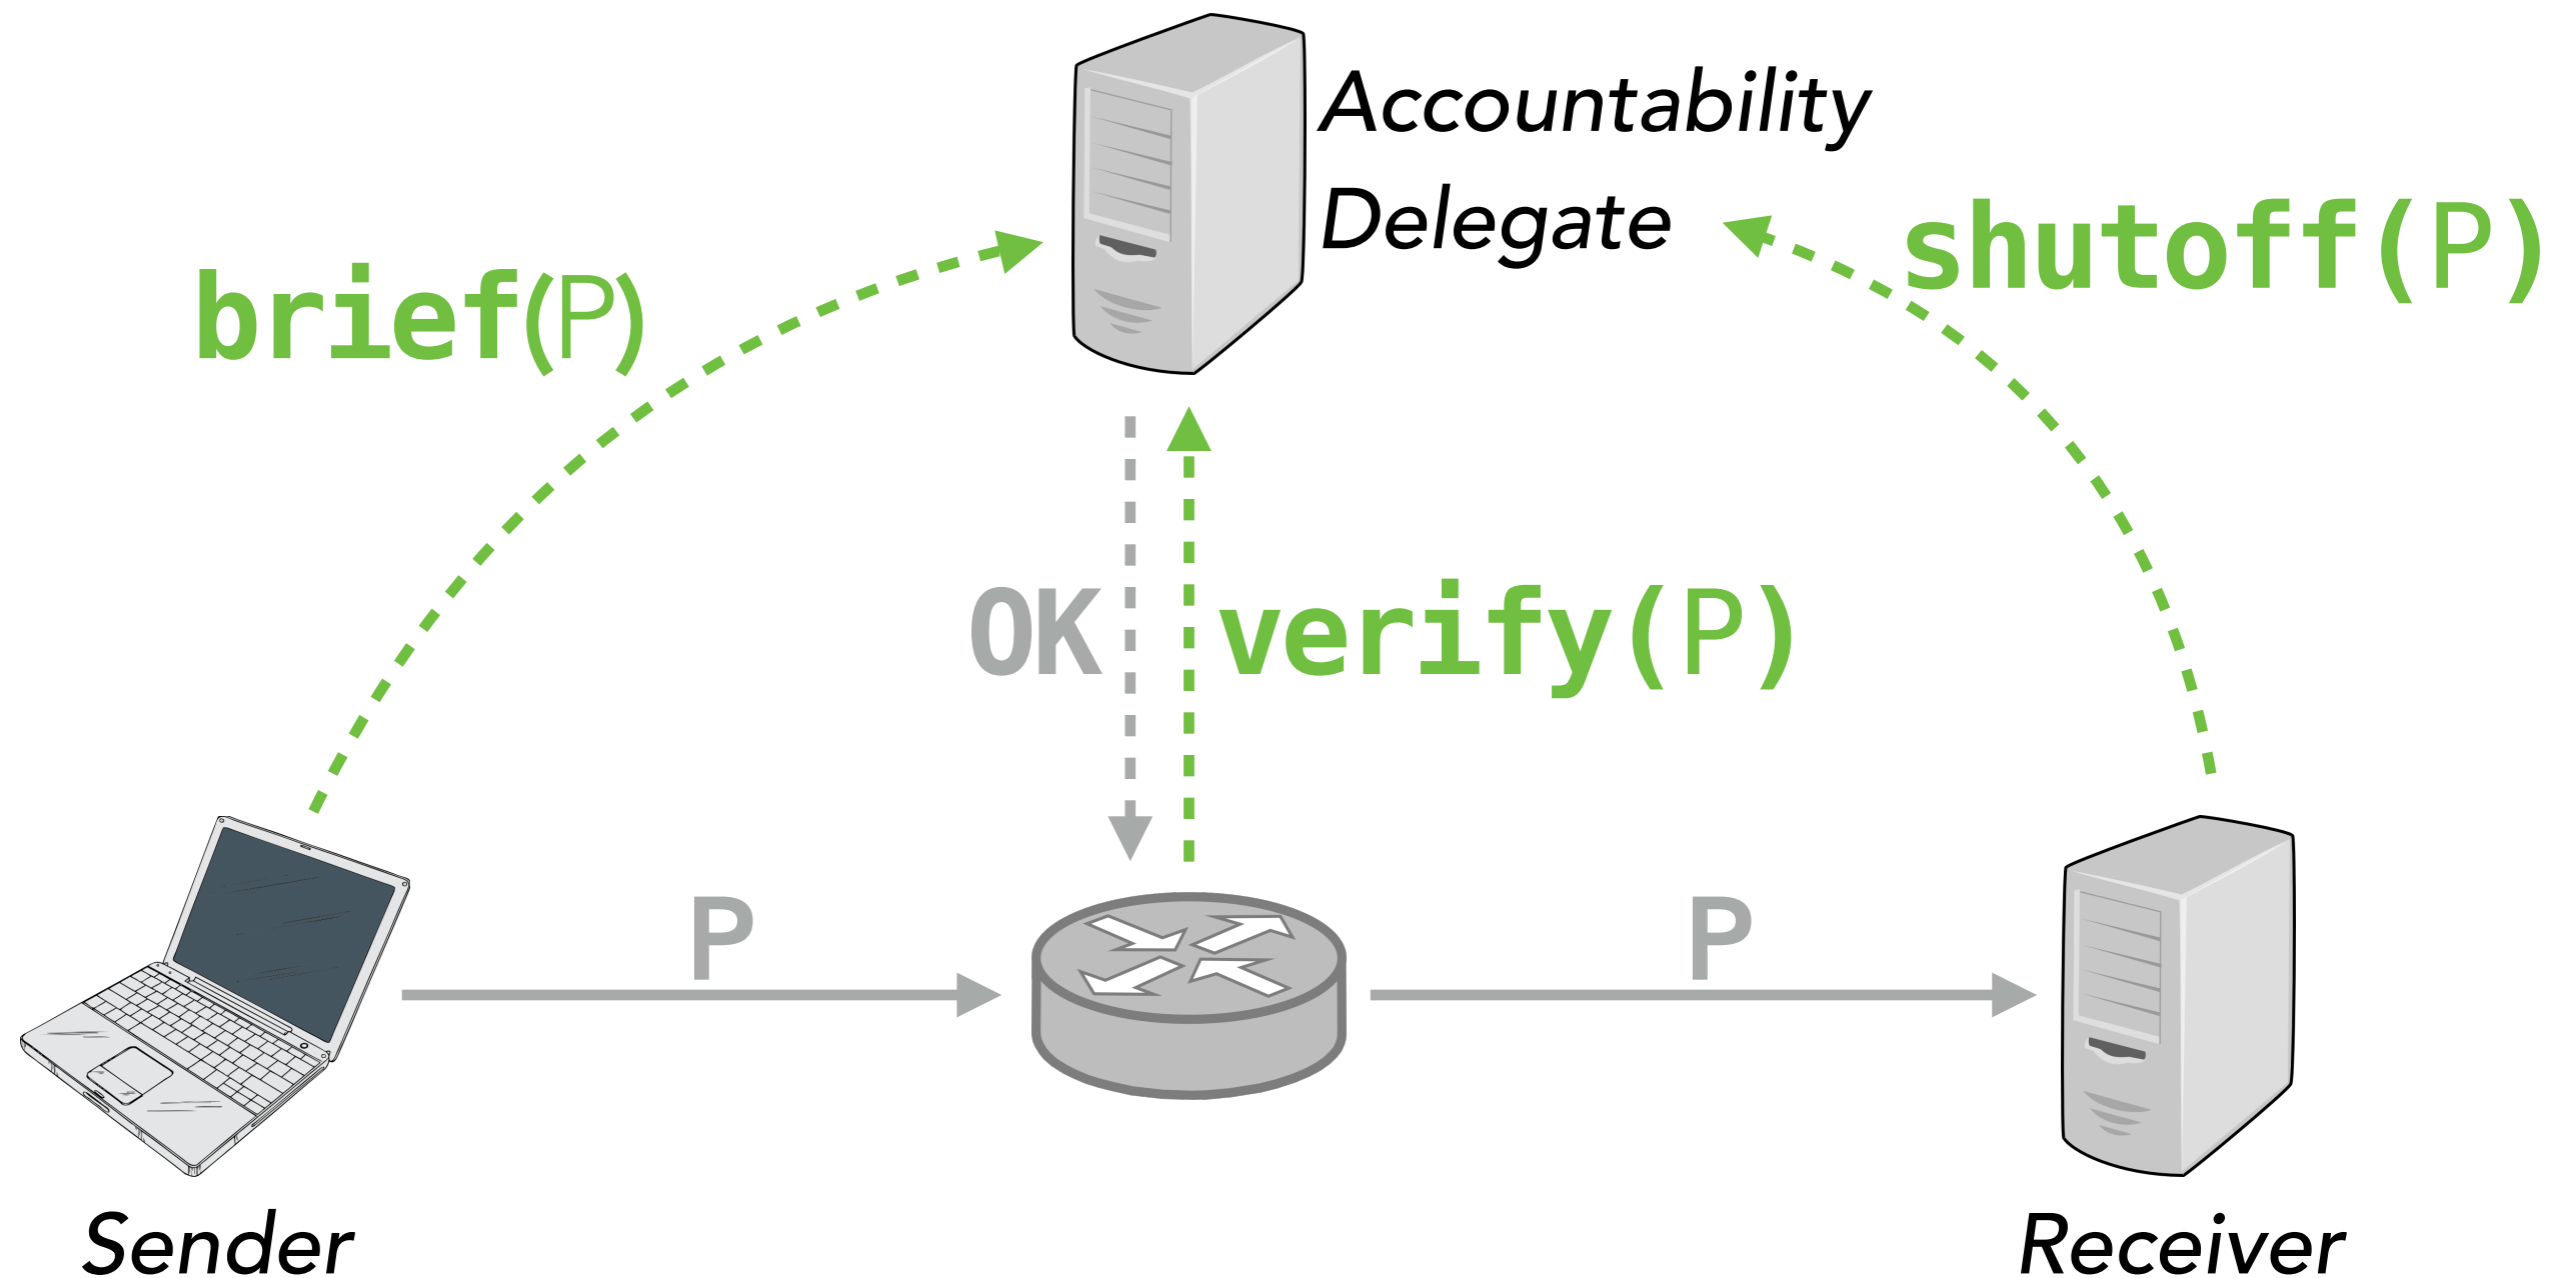 Accountability
Delegate
shutoff(P)
brief(P)
OK
verify(P)
P
P
Sender
Receiver